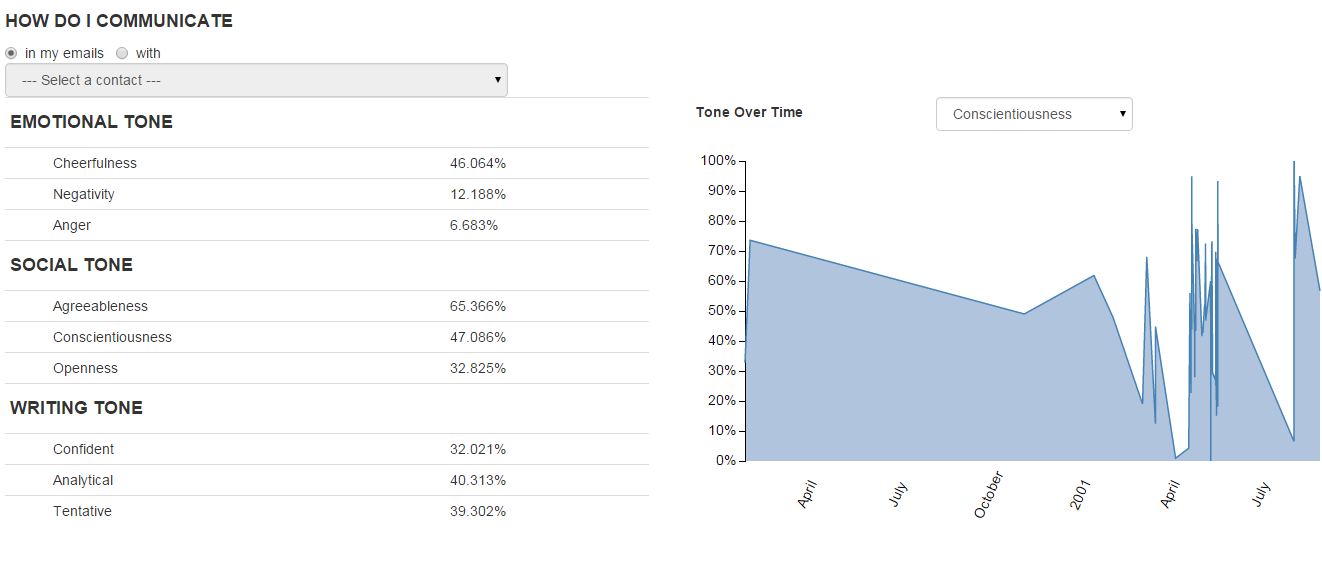 HOW DO I COMMUNICATE
in my emails with
--- Select a contact ---
EMOTIONAL TONE
Cheerfulness 46.064%
Negativity 12.188%
Anger 6.683%
SOCIAL TONE
Agreeableness 65.366%
Conscientiousness 47.086%
Openness 32.825%
WRITING TONE
Confident 32.021%
Analytical 40.313%
Tentative 39.302%
Tone Over Time Conscientiousness
100%
90%
80%
70%
60%
50%
40%
30%
20%
10%
0%
April July October 2001 April July